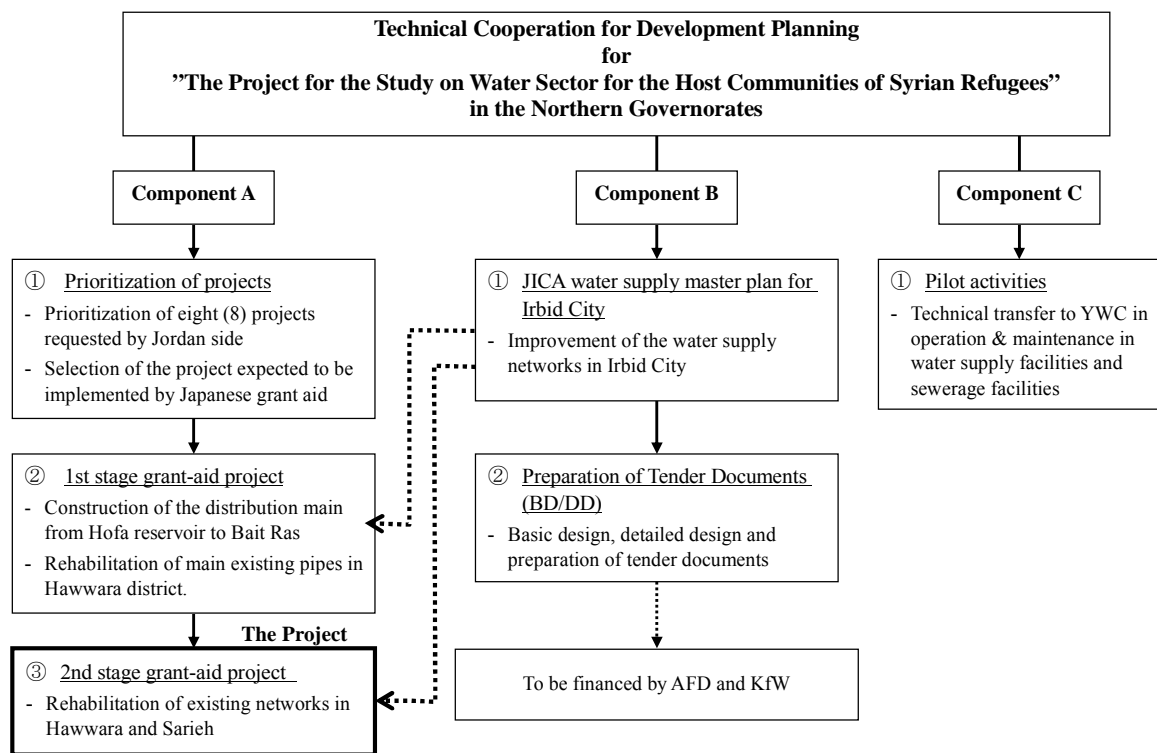 Technical Cooperation for Development Planning
for
”The Project for the Study on Water Sector for the Host Communities of Syrian Refugees”
in the Northern Governorates
Component A
Component B
Component C
① Prioritization of projects
- Prioritization of eight (8) projects
requested by Jordan side
- Selection of the project expected to be
implemented by Japanese grant aid
① JICA water supply master plan for
Irbid City
- Improvement of the water supply
networks in Irbid City
① Pilot activities
- Technical transfer to YWC in
operation & maintenance in
water supply facilities and
sewerage facilities
② 1st stage grant-aid project
- Construction of the distribution main
from Hofa reservoir to Bait Ras
- Rehabilitation of main existing pipes in
Hawwara district.
② Preparation of Tender Documents
(BD/DD)
- Basic design, detailed design and
preparation of tender documents
The Project
③ 2nd stage grant-aid project
- Rehabilitation of existing networks in
Hawwara and Sarieh
To be financed by AFD and KfW